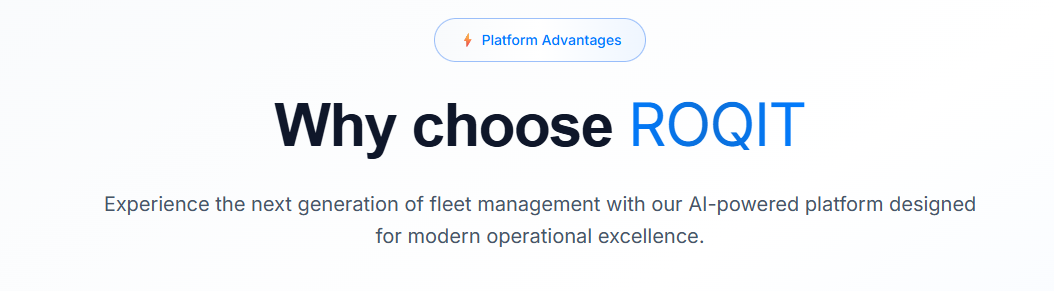 Platform Advantages
Why choose ROQIT
Experience the next generation of fleet management with our AI-powered platform designed
for modern operational excellence.